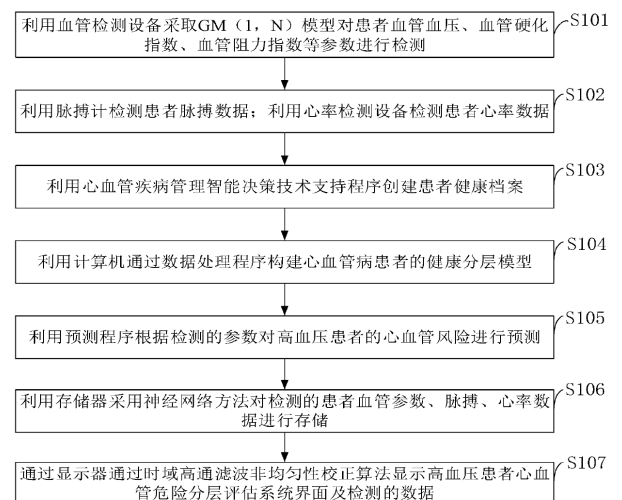 利用血管检测设备采取GM（1，N）模型对患者血管血压、血管硬化
指数、血管阻力指数等参数进行检测
S101
利用脉搏计检测患者脉搏数据；利用心率检测设备检测患者心率数据
S102
利用心血管疾病管理智能决策技术支持程序创建患者健康档案
S103
利用计算机通过数据处理程序构建心血管病患者的健康分层模型
S104
利用预测程序根据检测的参数对高血压患者的心血管风险进行预测
S105
利用存储器采用神经网络方法对检测的患者血管参数、脉搏、心率数
据进行存储
S106
通过显示器通过时域高通滤波非均匀性校正算法显示高血压患者心血
管危险分层评估系统界面及检测的数据
S107